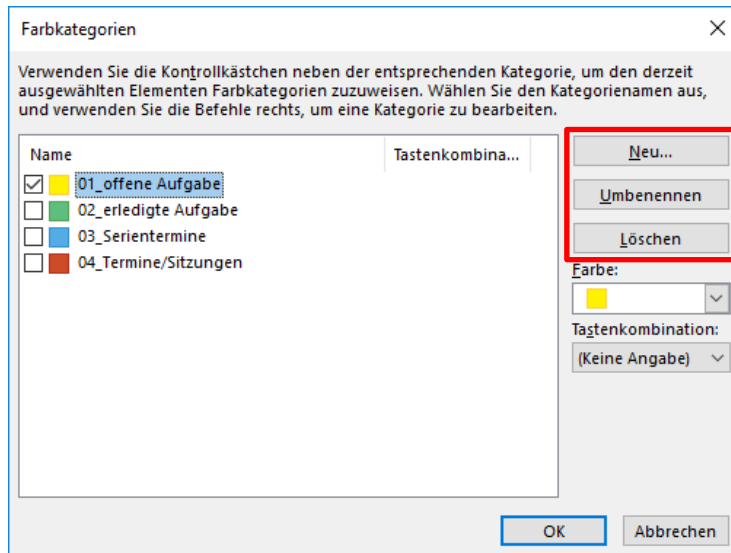 Farbkategorien
Verwenden Sie die Kontrollkästchen neben der entsprechenden Kategorie, um den derzeit
ausgewählten Elementen Farbkategorien zuzuweisen. Wählen Sie den Kategorienamen aus,
und verwenden Sie die Befehle rechts, um eine Kategorie zu bearbeiten.
Name Tastenkombina...
01_offene Aufgabe
02_erledigte Aufgabe
03_Serientermine
04_Termine/Sitzungen
Neu...
Umbenennen
Löschen
Farbe:
Tastenkombination:
(Keine Angabe)
OK Abbrechen